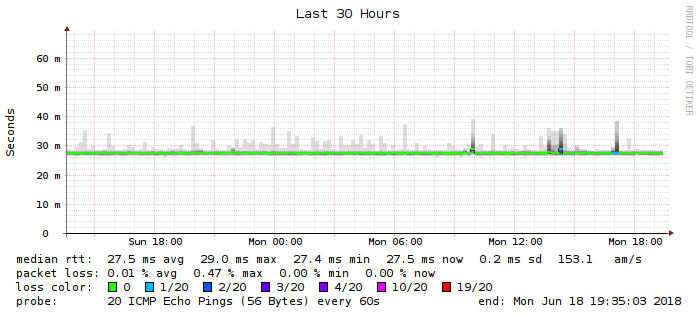 Last 30 Hours
RRDTOOL / TOBI OETIKER
Seconds
60 m
50 m
40 m
30 m
20 m
10 m
0
Sun 18:00 Mon 00:00 Mon 06:00 Mon 12:00 Mon 18:00
median rtt: 27.5 ms avg 29.0 ms max 27.4 ms min 27.5 ms now 0.2 ms sd 153.1 am/s
packet loss: 0.01 % avg 0.47 % max 0.00 % min 0.00 % now
loss color: 0 1/20 2/20 3/20 4/20 10/20 19/20
probe: 20 ICMP Echo Pings (56 Bytes) every 60s end: Mon Jun 18 19:35:03 2018